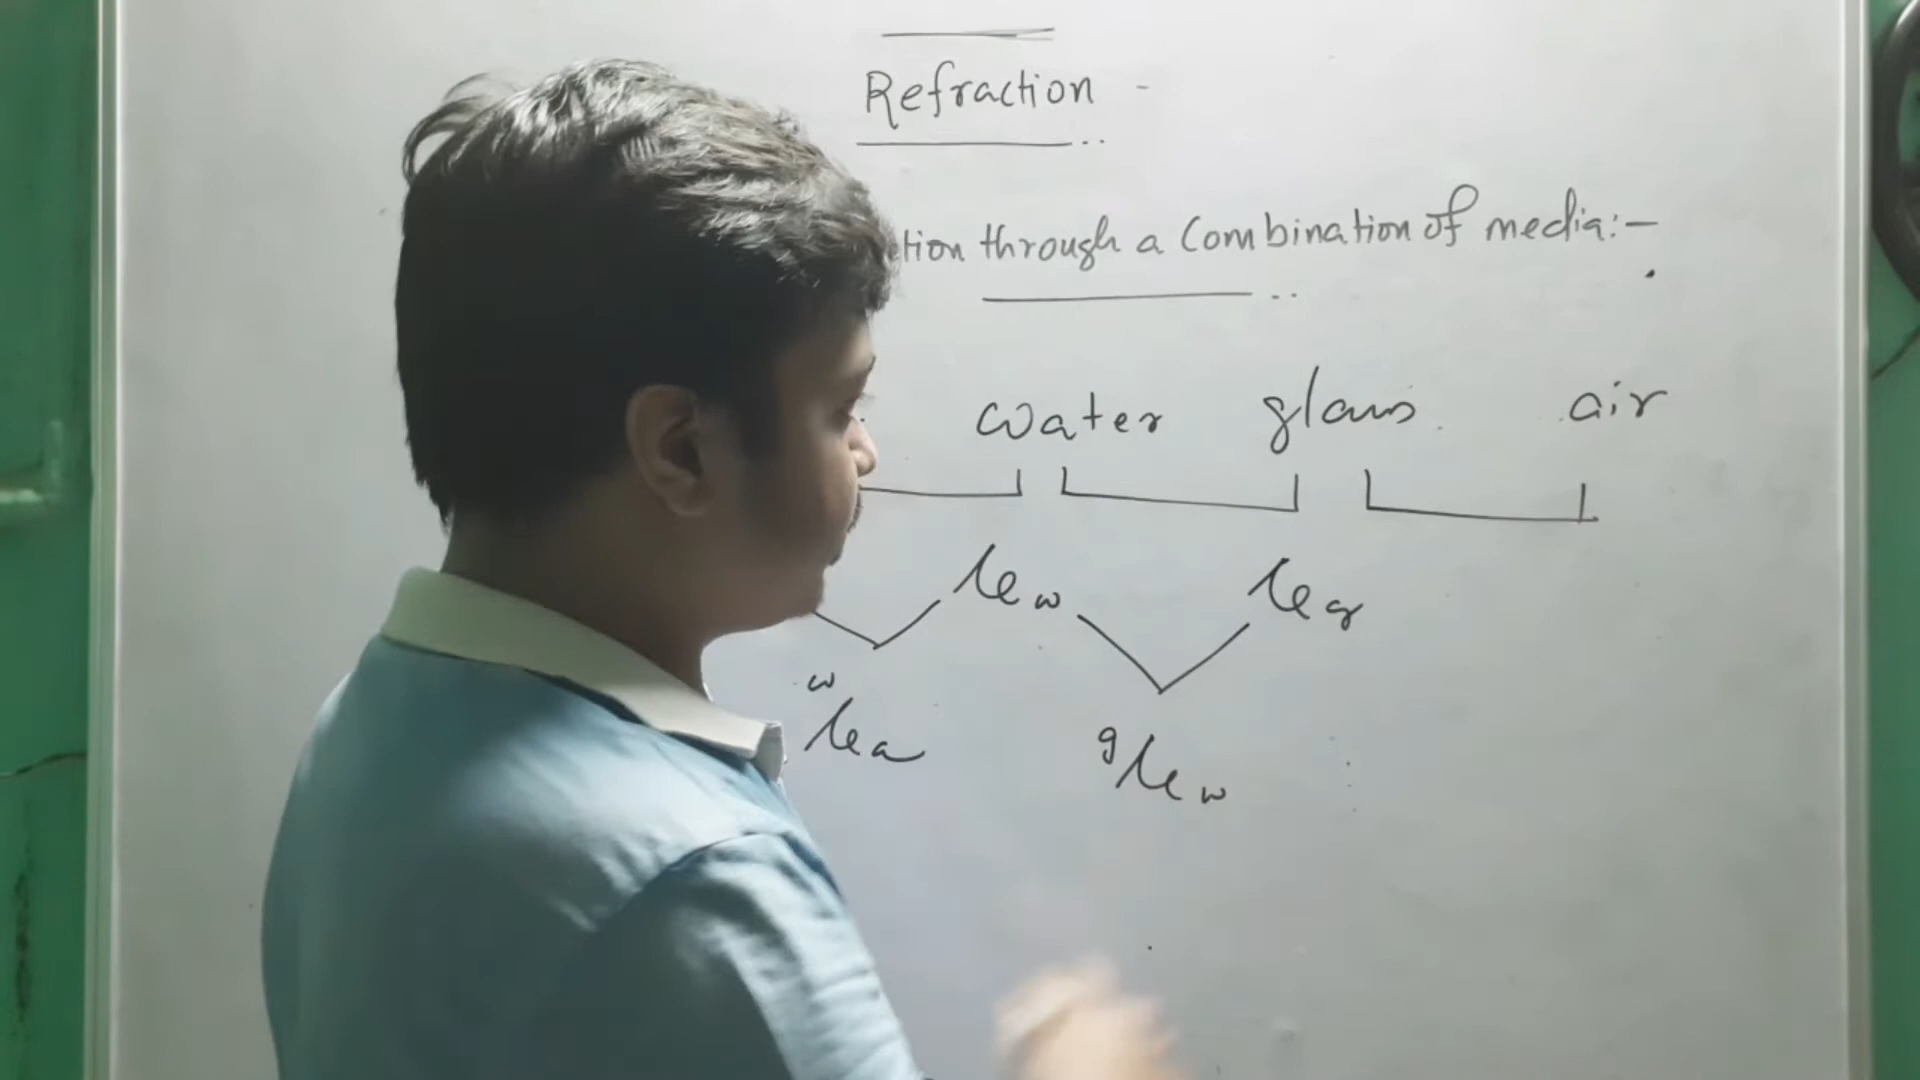 Refraction -
tion through a Combination of media:-
water glass air
μw μg
wμa gμw